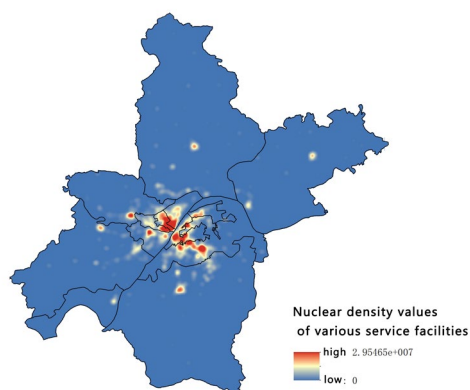 Nuclear density values
of various service facilities
high 2.95465e+007
low: 0